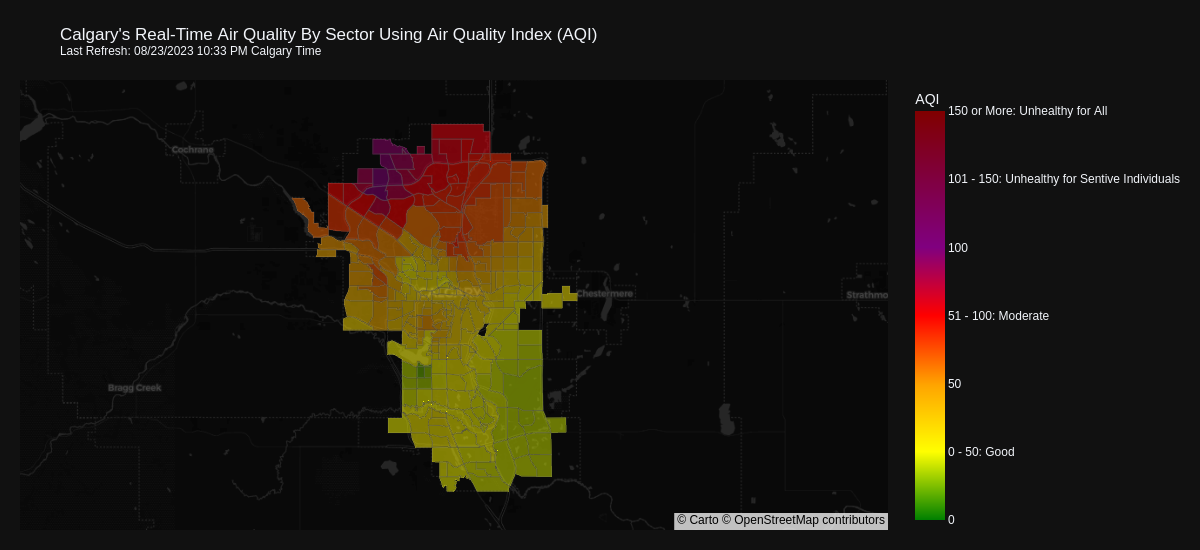 Calgary's Real-Time Air Quality By Sector Using Air Quality Index (AQI)
Last Refresh: 08/23/2023 10:33 PM Calgary Time
AQI
150 or More: Unhealthy for All
Cochrane
101 - 150: Unhealthy for Sentive Individuals
100
Chestermere
Strathmo
51 - 100: Moderate
50
Bragg Creek
0 - 50: Good
0
© Carto © OpenStreetMap contributors